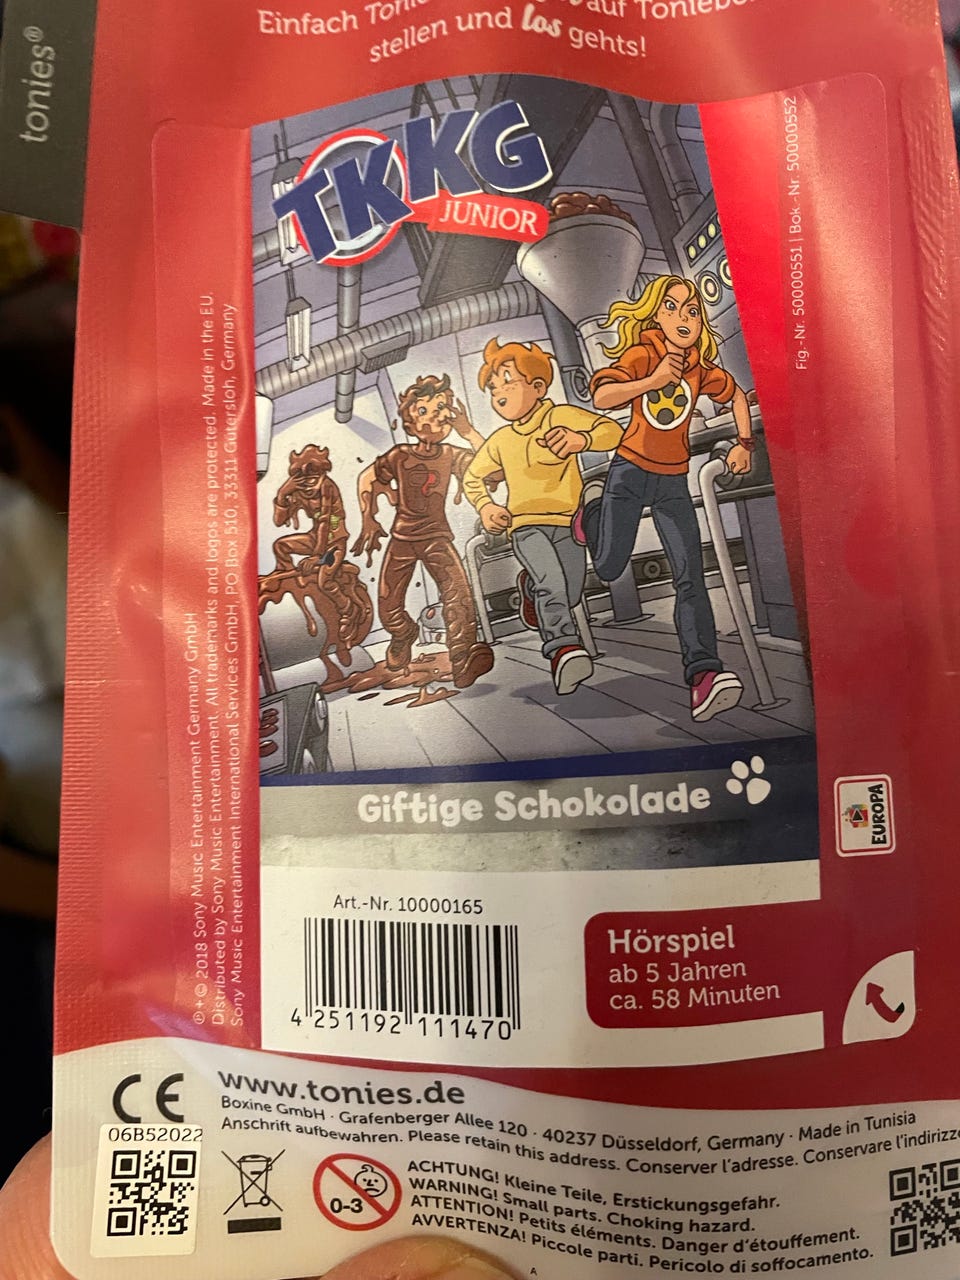 tonies®
Einfach auf
stellen und los gehts!
TKKG
JUNIOR
Fig.-Nr. 50000551 | Bok.-Nr. 50000552
℗+© 2018 Sony Music Entertainment Germany GmbH
Distributed by Sony Music Entertainment. All trademarks and logos are protected. Made in the EU.
Sony Music Entertainment International Services GmbH, PO Box 510, 33311 Gütersloh, Germany
Giftige Schokolade
EUROPA
Art.-Nr. 10000165
4 251192 111470
Hörspiel
ab 5 Jahren
ca. 58 Minuten
CE
06B52022
www.tonies.de
Boxine GmbH · Grafenberger Allee 120 · 40237 Düsseldorf, Germany · Made in Tunisia
Anschrift aufbewahren. Please retain this address. Conserver l'adresse. Conservare
0-3
ACHTUNG! Kleine Teile, Erstickungsgefahr.
WARNING! Small parts. Choking hazard.
ATTENTION! Petits éléments. Danger d'étouffement.
AVVERTENZA! Piccole parti. Pericolo di soffocamento.
A